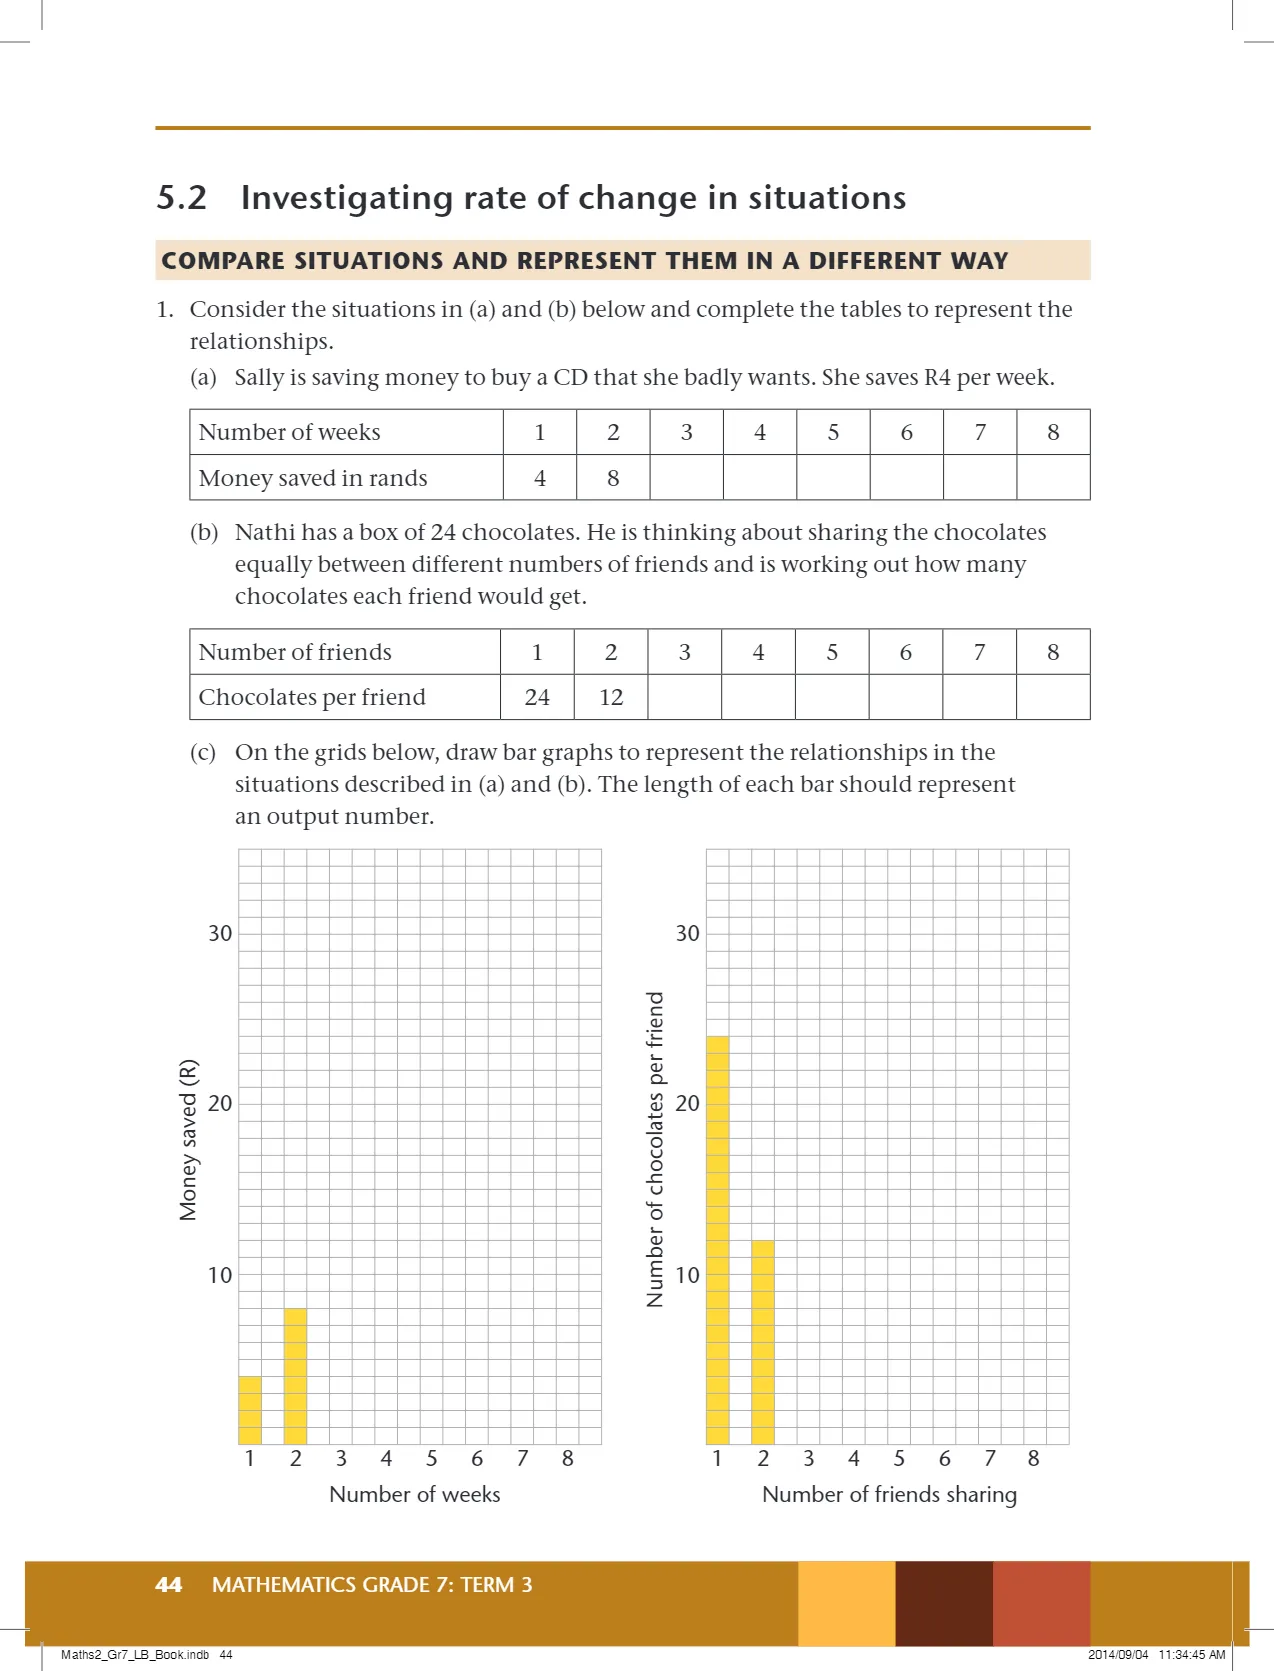 5.2 Investigating rate of change in situations
COMPARE SITUATIONS AND REPRESENT THEM IN A DIFFERENT WAY
1. Consider the situations in (a) and (b) below and complete the tables to represent the
relationships.
(a) Sally is saving money to buy a CD that she badly wants. She saves R4 per week.
Number of weeks 1 2 3 4 5 6 7 8
Money saved in rands 4 8
(b) Nathi has a box of 24 chocolates. He is thinking about sharing the chocolates
equally between different numbers of friends and is working out how many
chocolates each friend would get.
Number of friends 1 2 3 4 5 6 7 8
Chocolates per friend 24 12
(c) On the grids below, draw bar graphs to represent the relationships in the
situations described in (a) and (b). The length of each bar should represent
an output number.
30
20
10
Money saved (R)
1 2 3 4 5 6 7 8
Number of weeks
30
20
10
Number of chocolates per friend
1 2 3 4 5 6 7 8
Number of friends sharing
44 MATHEMATICS GRADE 7: TERM 3
Maths2_Gr7_LB_Book.indb 44
2014/09/04 11:34:45 AM